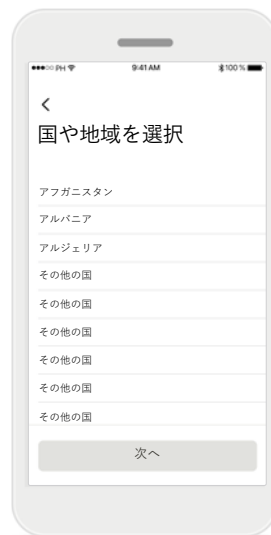 PH 9:41 AM 100 %
国や地域を選択
アフガニスタン
アルバニア
アルジェリア
その他の国
その他の国
その他の国
その他の国
その他の国
その他の国
次へ